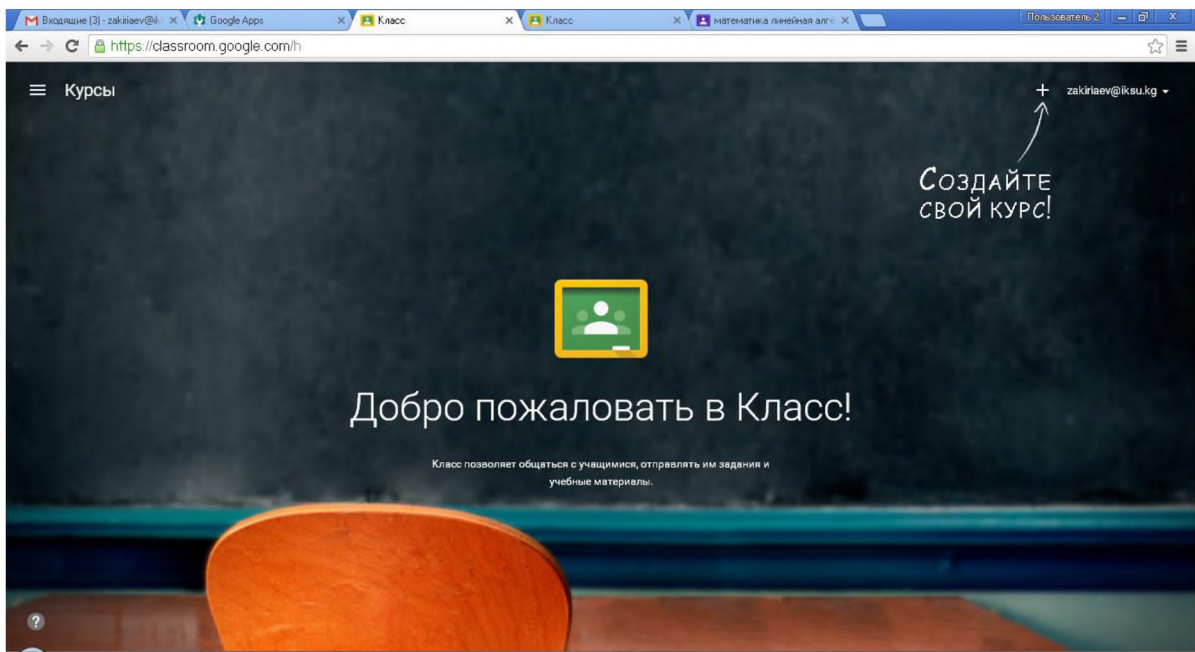 Входящие (3) - zakiriaev@ik
Google Apps
Класс
Класс
математика линейная алге
Пользователь 2
https://classroom.google.com/h
Курсы
zakiriaev@iksu.kg
Создайте
свой курс!
Добро пожаловать в Класс!
Класс позволяет общаться с учащимися, отправлять им задания и
учебные материалы.
?